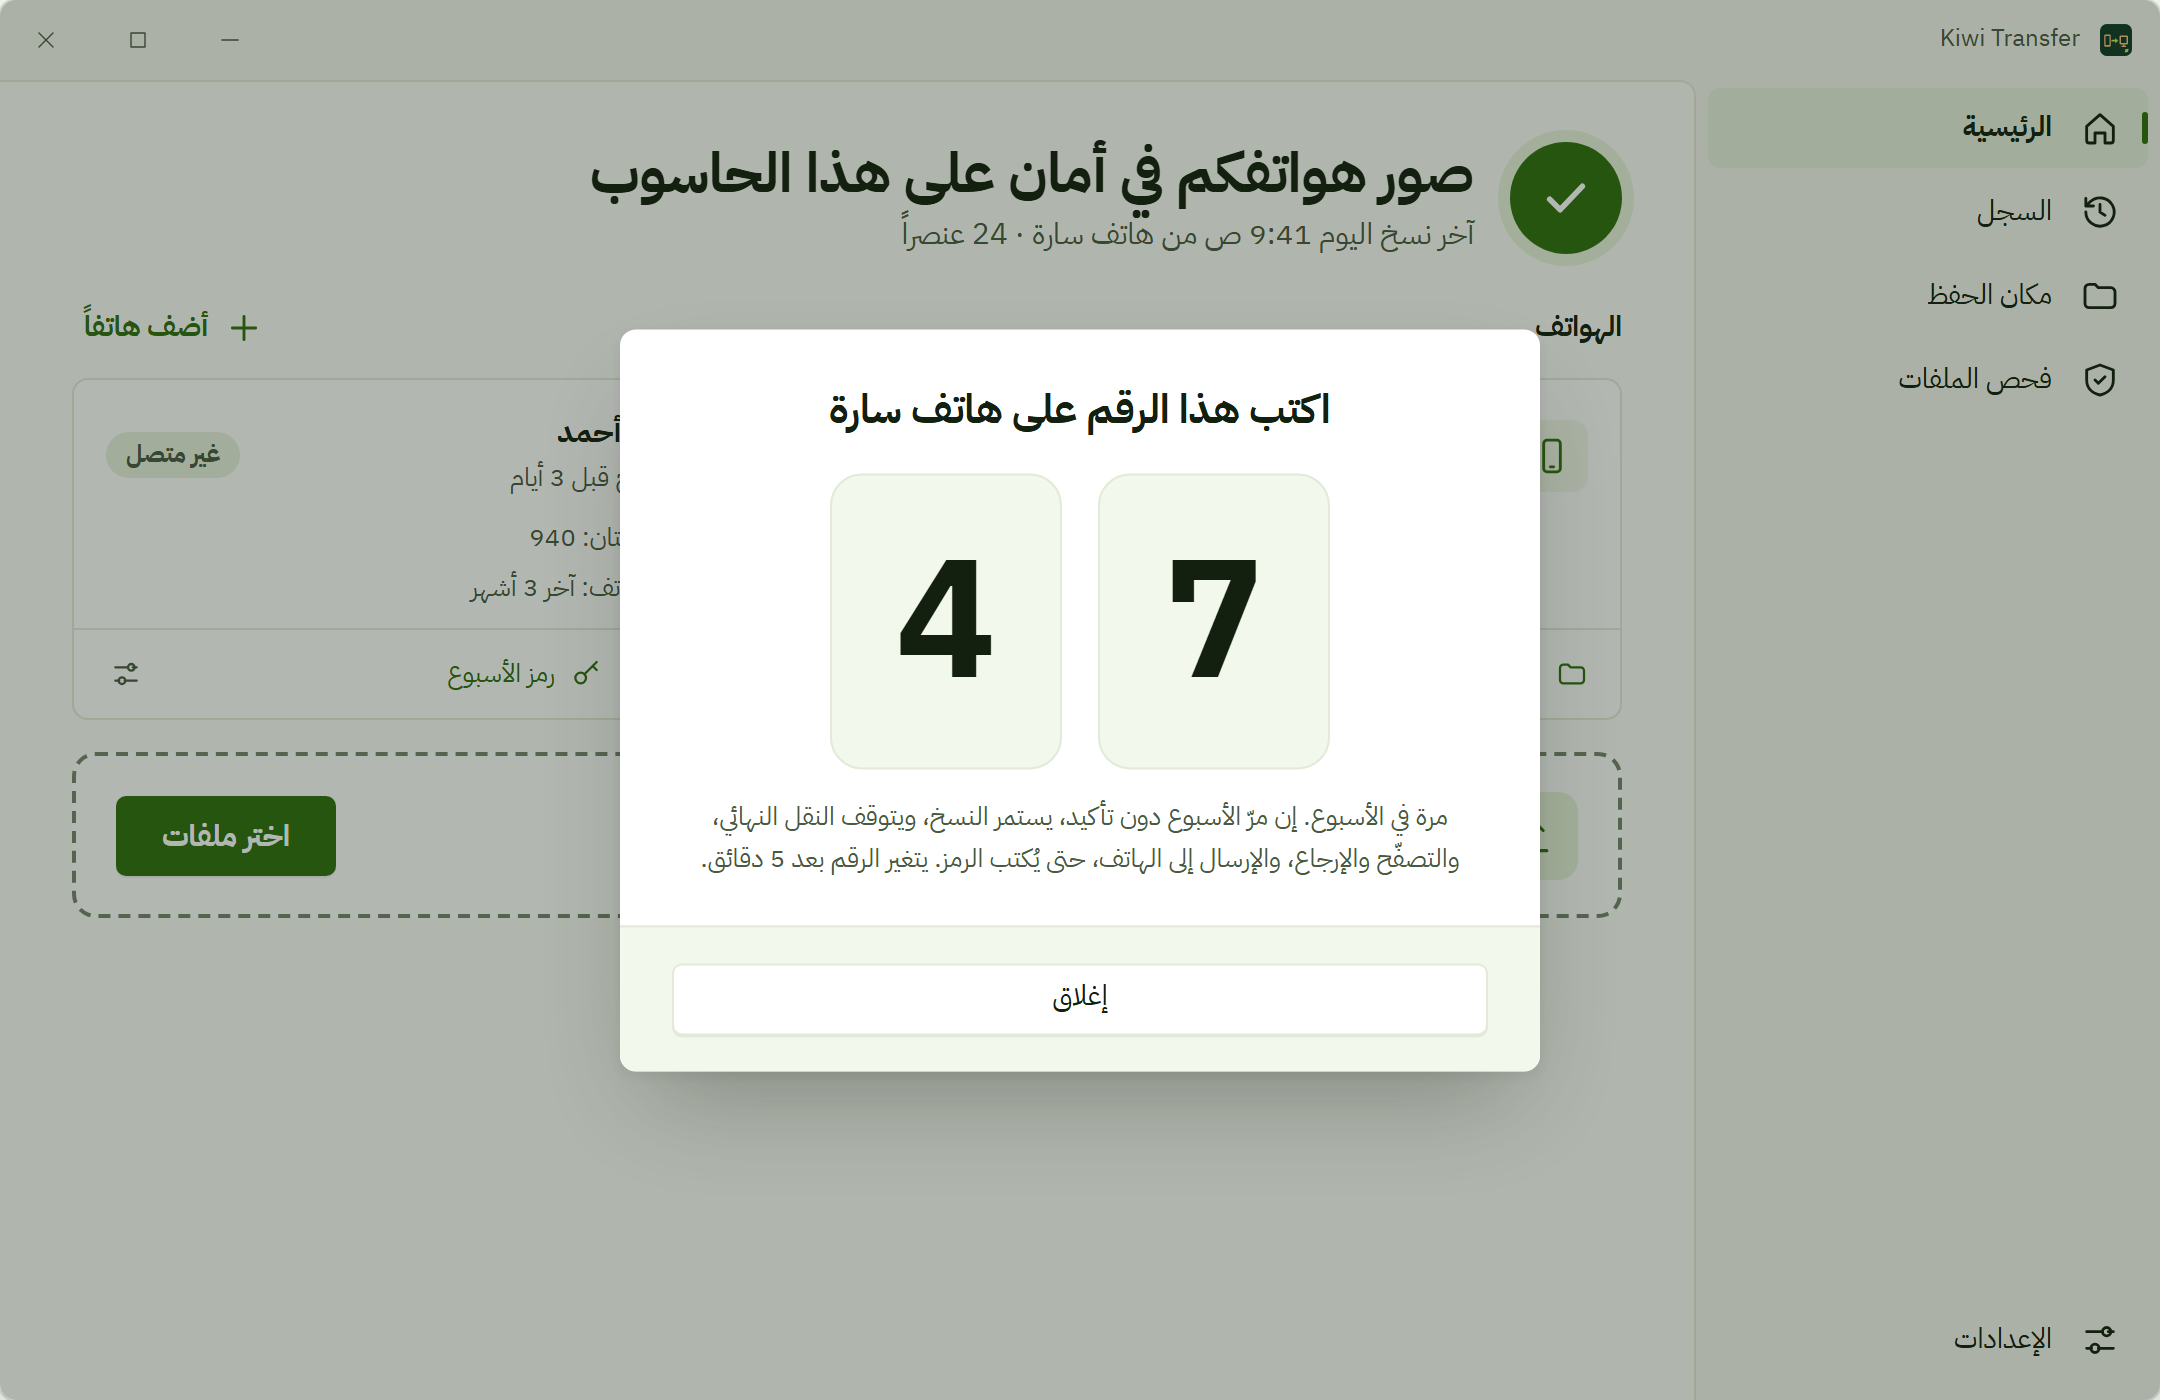 Kiwi Transfer
الرئيسية
السجل
مكان الحفظ
فحص الملفات
الإعدادات
صور هواتفكم في أمان على هذا الحاسوب
آخر نسخ اليوم 9:41 ص من هاتف سارة · 24 عنصراً
الهواتف
أضف هاتفاً
أحمد
غير متصل
قبل 3 أيام
940
آخر 3 أشهر
رمز الأسبوع
اختر ملفات
اكتب هذا الرقم على هاتف سارة
4 7
مرة في الأسبوع. إن مرّ الأسبوع دون تأكيد، يستمر النسخ، ويتوقف النقل النهائي،
والتصفّح والإرجاع، والإرسال إلى الهاتف، حتى يُكتب الرمز. يتغير الرقم بعد 5 دقائق.
إغلاق